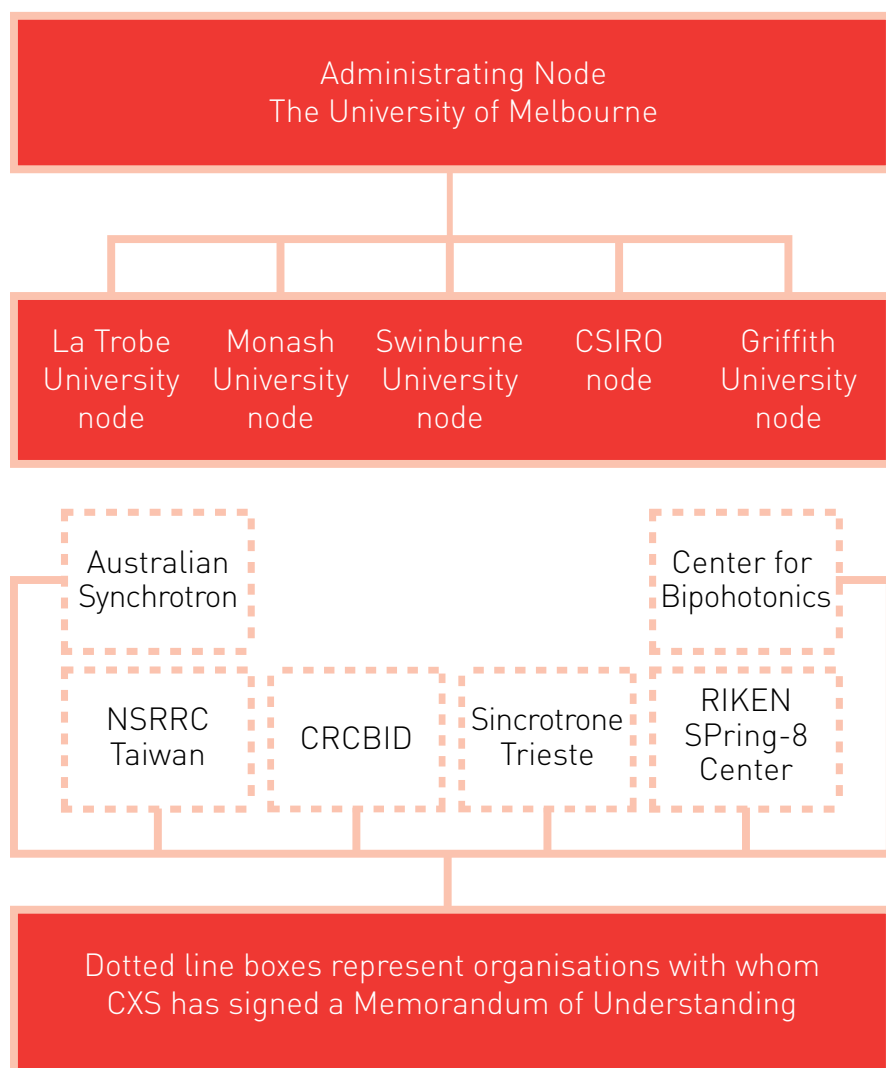 Administrating Node
The University of Melbourne
La Trobe
University
node
Monash
University
node
Swinburne
University
node
CSIRO
node
Griffith
University
node
Australian
Synchrotron
Center for
Bipohotonics
NSRRC
Taiwan
CRCBID
Sincrotrone
Trieste
RIKEN
SPring-8
Center
Dotted line boxes represent organisations with whom
CXS has signed a Memorandum of Understanding